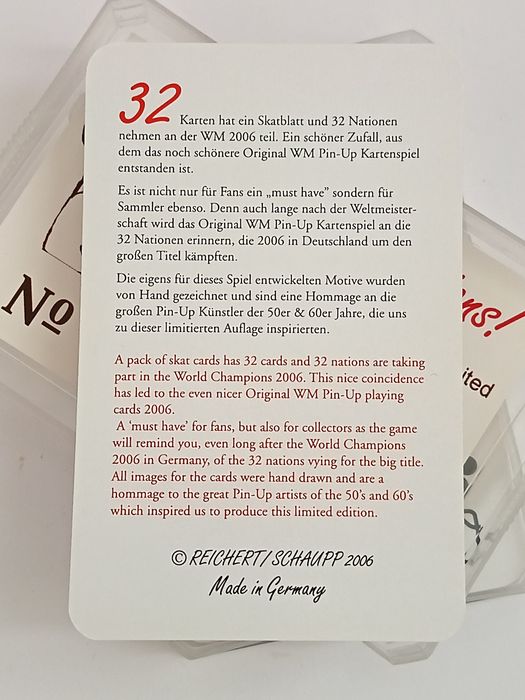 32 Karten hat ein Skatblatt und 32 Nationen
nehmen an der WM 2006 teil. Ein schöner Zufall, aus
dem das noch schönere Original WM Pin-Up Kartenspiel
entstanden ist.
Es ist nicht nur für Fans ein „must have” sondern für
Sammler ebenso. Denn auch lange nach der Weltmeister-
schaft wird das Original WM Pin-Up Kartenspiel an die
32 Nationen erinnern, die 2006 in Deutschland um den
großen Titel kämpften.
Die eigens für dieses Spiel entwickelten Motive wurden
von Hand gezeichnet und sind eine Hommage an die
großen Pin-Up Künstler der 50er & 60er Jahre, die uns
zu dieser limitierten Auflage inspirierten.
A pack of skat cards has 32 cards and 32 nations are taking
part in the World Champions 2006. This nice coincidence
has led to the even nicer Original WM Pin-Up playing
cards 2006.
A ‘must have’ for fans, but also for collectors as the game
will remind you, even long after the World Champions
2006 in Germany, of the 32 nations vying for the big title.
All images for the cards were hand drawn and are a
hommage to the great Pin-Up artists of the 50’s and 60’s
which inspired us to produce this limited edition.
© REICHERT/SCHAUPP 2006
Made in Germany
No
ons!
ited